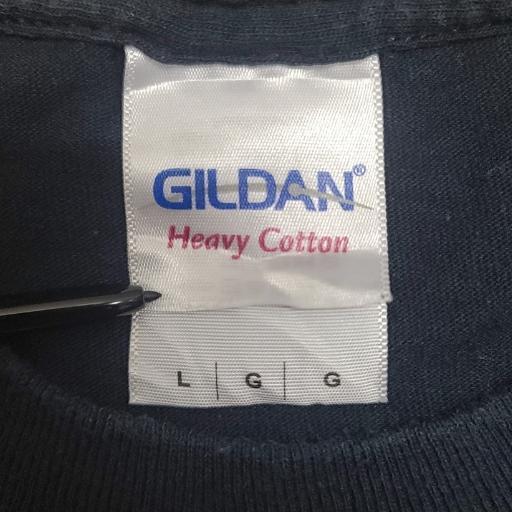 GILDAN®
Heavy Cotton
L | G | G